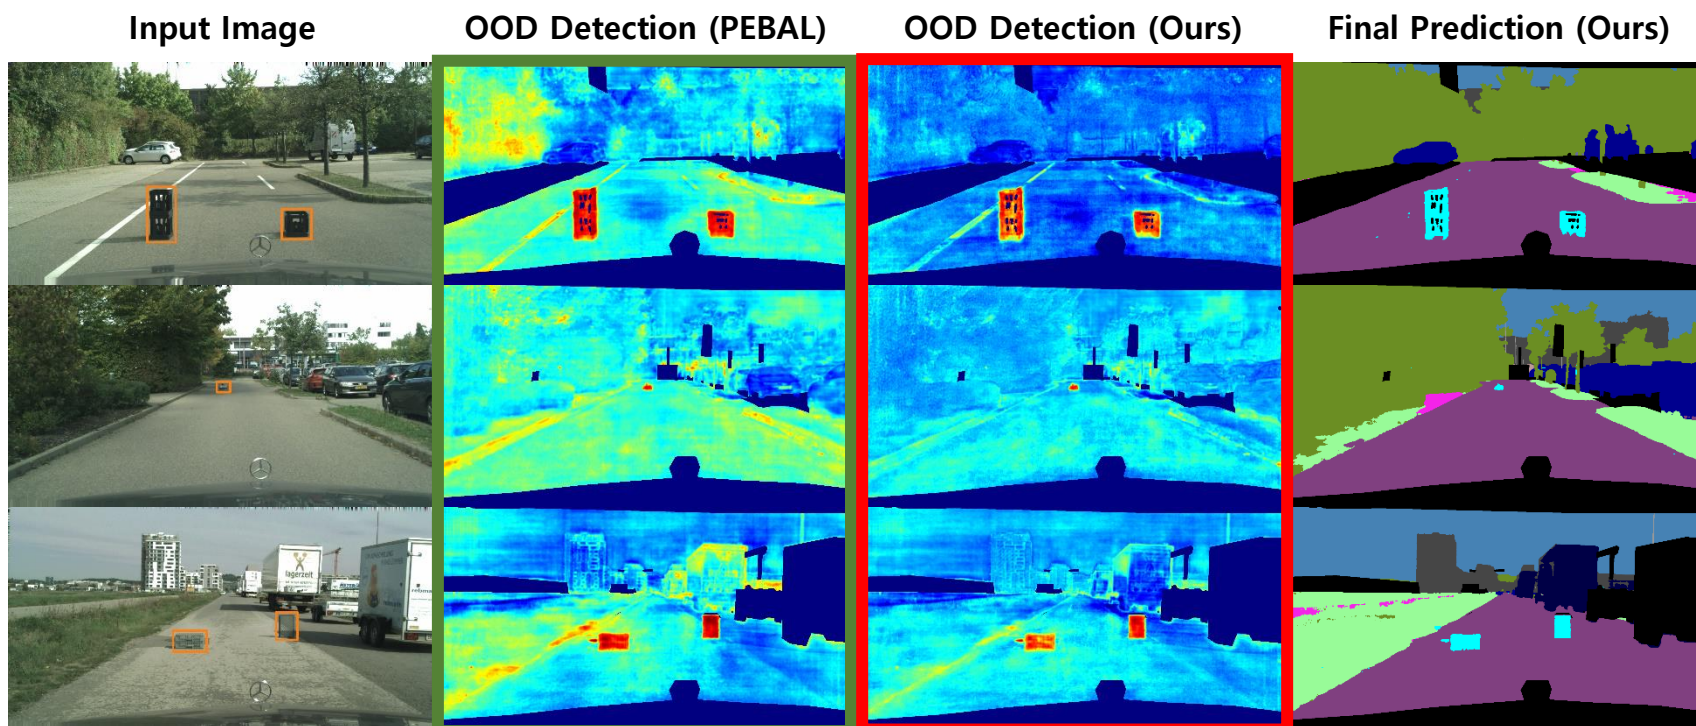 Input Image
OOD Detection (PEBAL)
OOD Detection (Ours)
Final Prediction (Ours)
lagerzeit